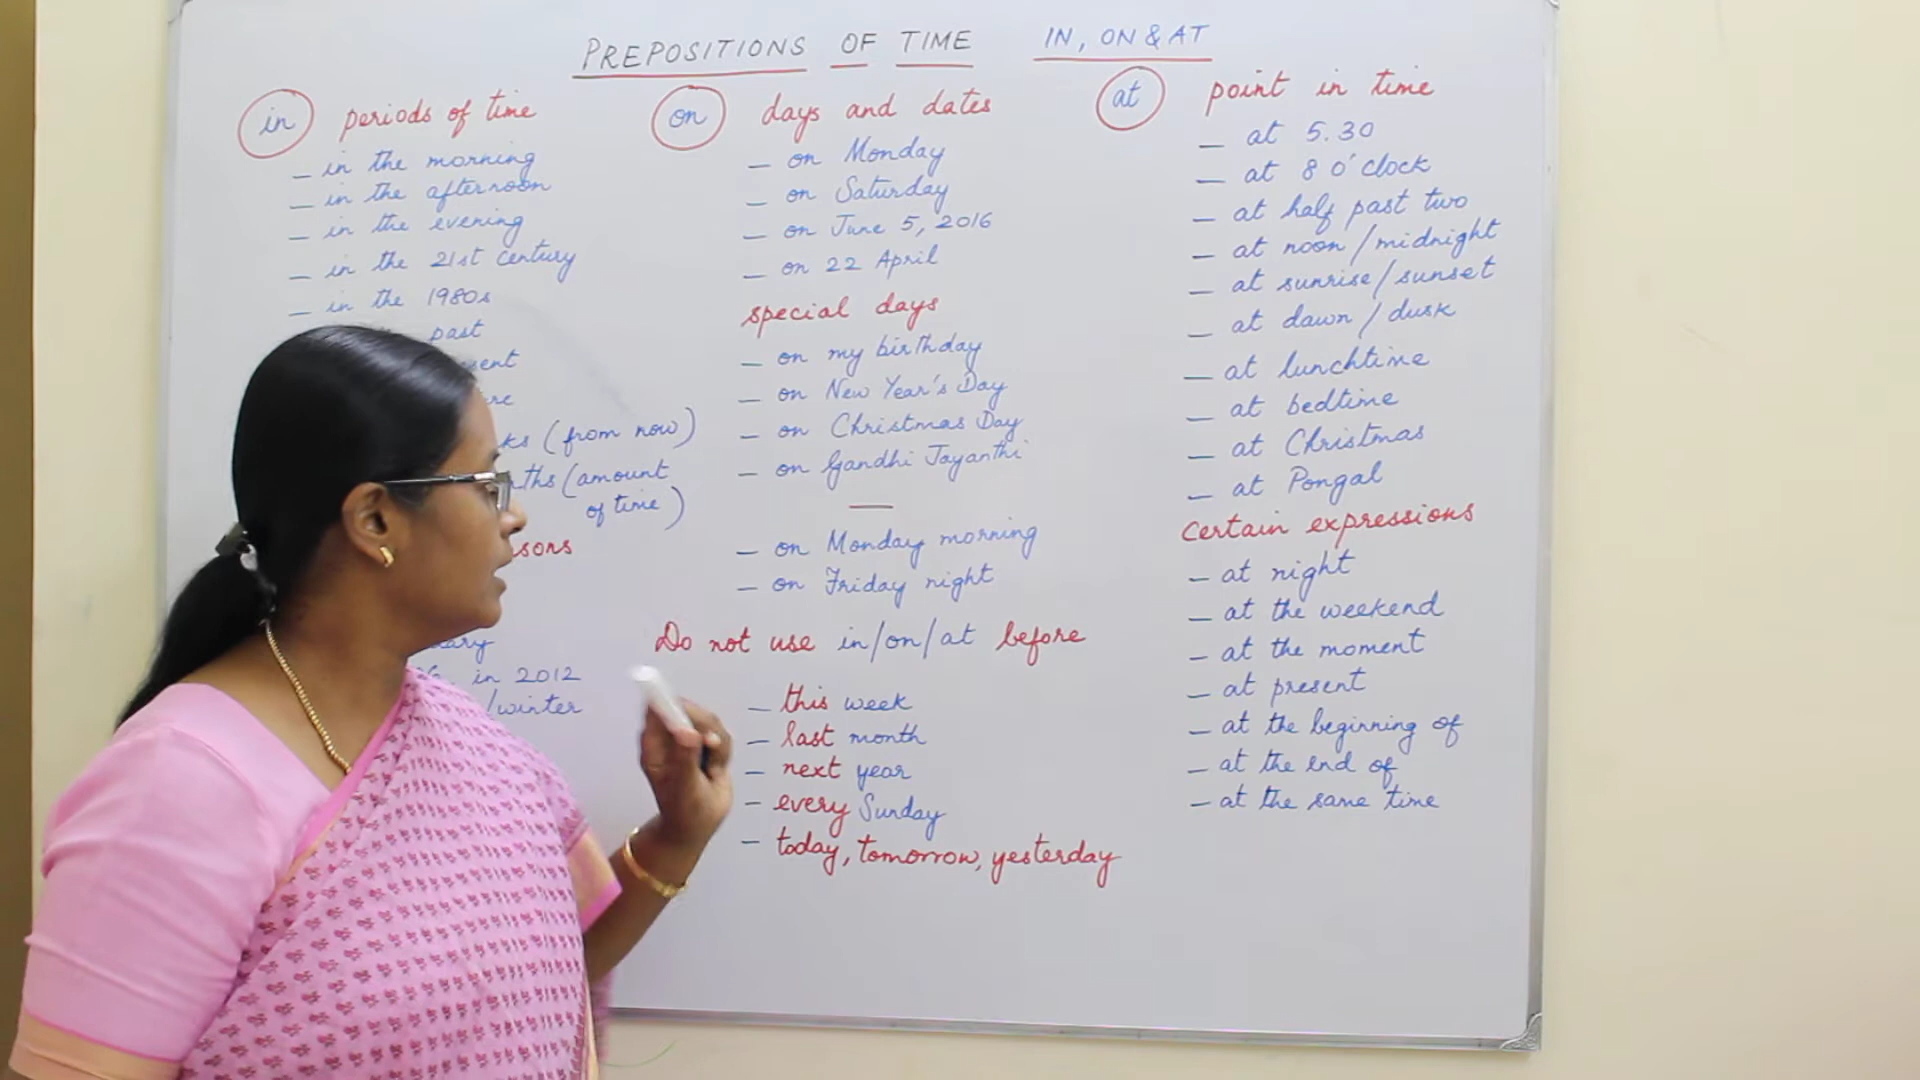 PREPOSITIONS OF TIME IN, ON & AT
in periods of time
_ in the morning
_ in the afternoon
_ in the evening
_ in the 21st century
_ in the 1980s
past
(from now)
(amount
of time)
in 2012
/winter
on days and dates
_ on Monday
_ on Saturday
_ on June 5, 2016
_ on 22 April
special days
_ on my birthday
_ on New Year's Day
_ on Christmas Day
_ on Gandhi Jayanthi
_ on Monday morning
_ on Friday night
Do not use in/on/at before
_ this week
_ last month
_ next year
_ every Sunday
_ today, tomorrow, yesterday
at point in time
_ at 5.30
_ at 8 o'clock
_ at half past two
_ at noon/midnight
_ at sunrise/sunset
_ at dawn/dusk
_ at lunchtime
_ at bedtime
_ at Christmas
_ at Pongal
certain expressions
_ at night
_ at the weekend
_ at the moment
_ at present
_ at the beginning of
_ at the end of
_ at the same time